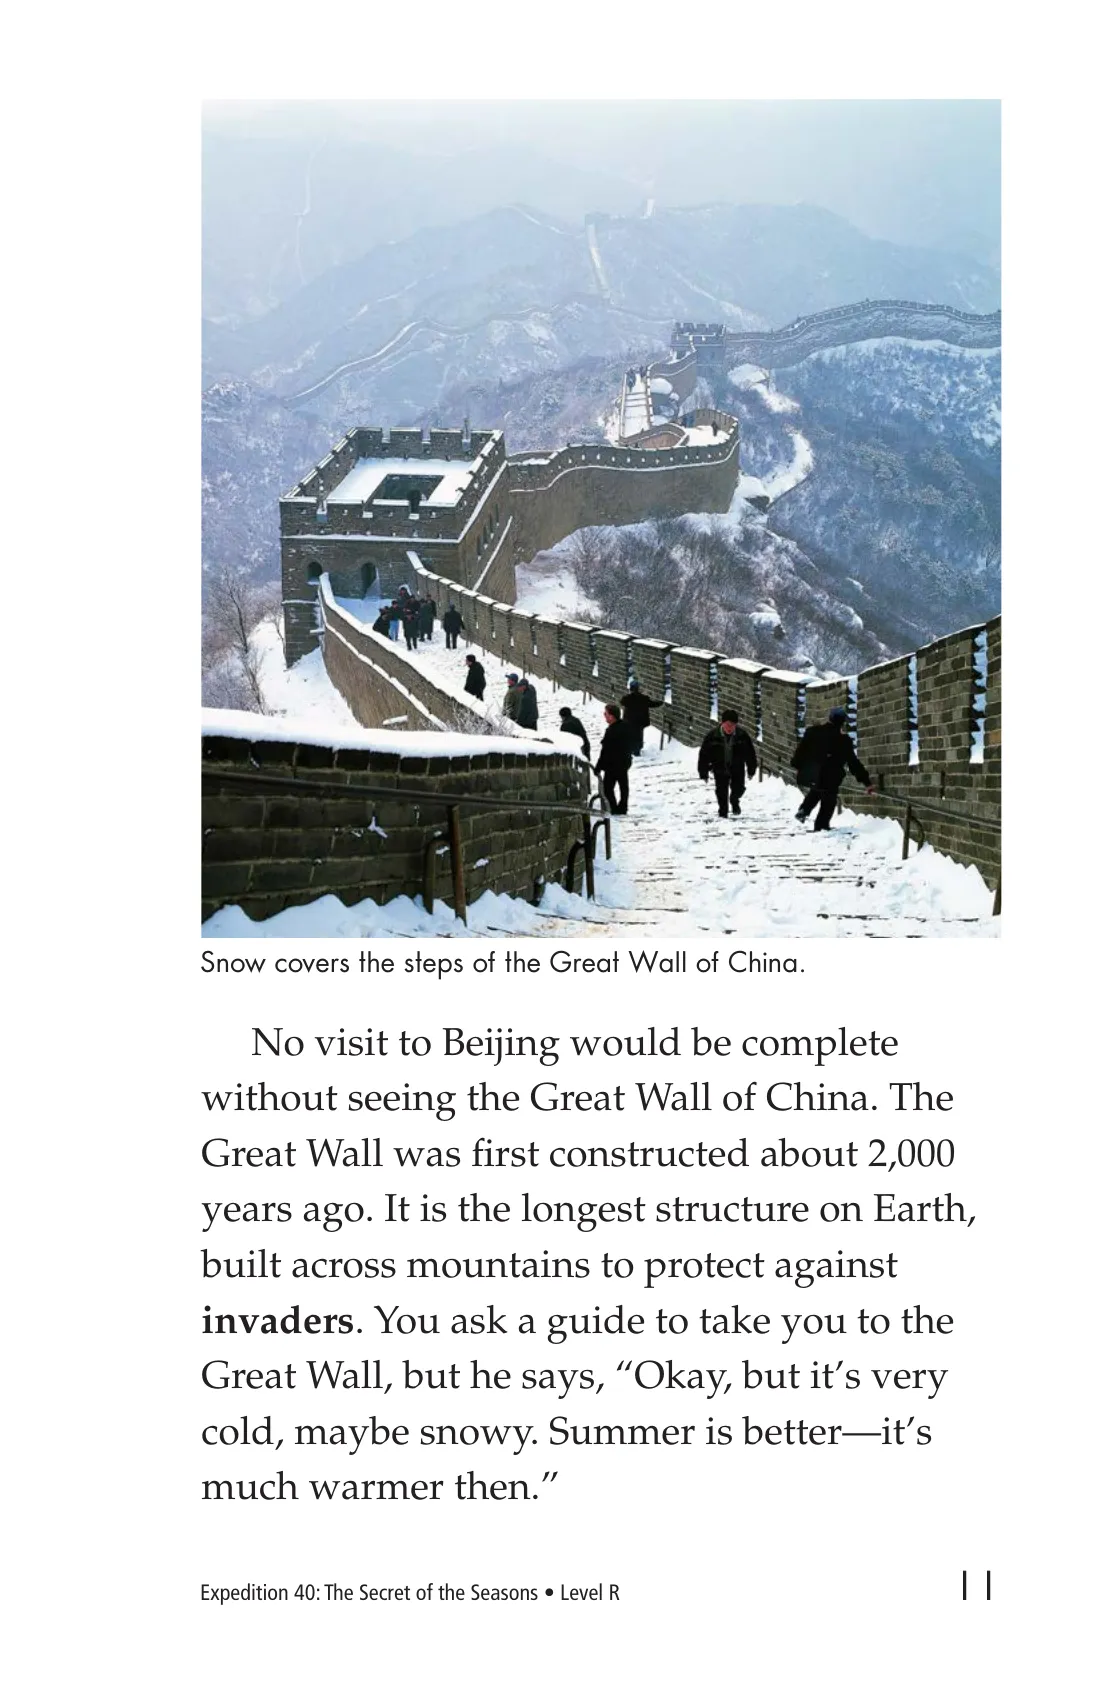 Snow covers the steps of the Great Wall of China.
No visit to Beijing would be complete
without seeing the Great Wall of China. The
Great Wall was first constructed about 2,000
years ago. It is the longest structure on Earth,
built across mountains to protect against
invaders. You ask a guide to take you to the
Great Wall, but he says, “Okay, but it’s very
cold, maybe snowy. Summer is better—it’s
much warmer then.”
Expedition 40: The Secret of the Seasons • Level R
11